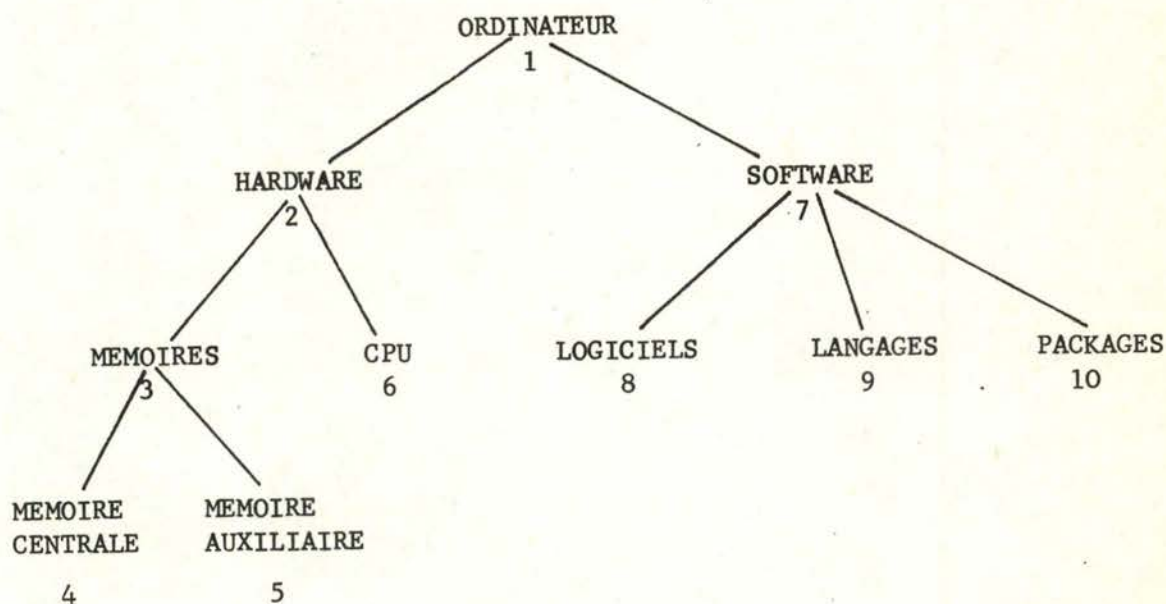 ORDINATEUR
1
HARDWARE
2
SOFTWARE
7
MEMOIRES
3
CPU
6
LOGICIELS
8
LANGAGES
9
PACKAGES
10
MEMOIRE
CENTRALE
4
MEMOIRE
AUXILIAIRE
5